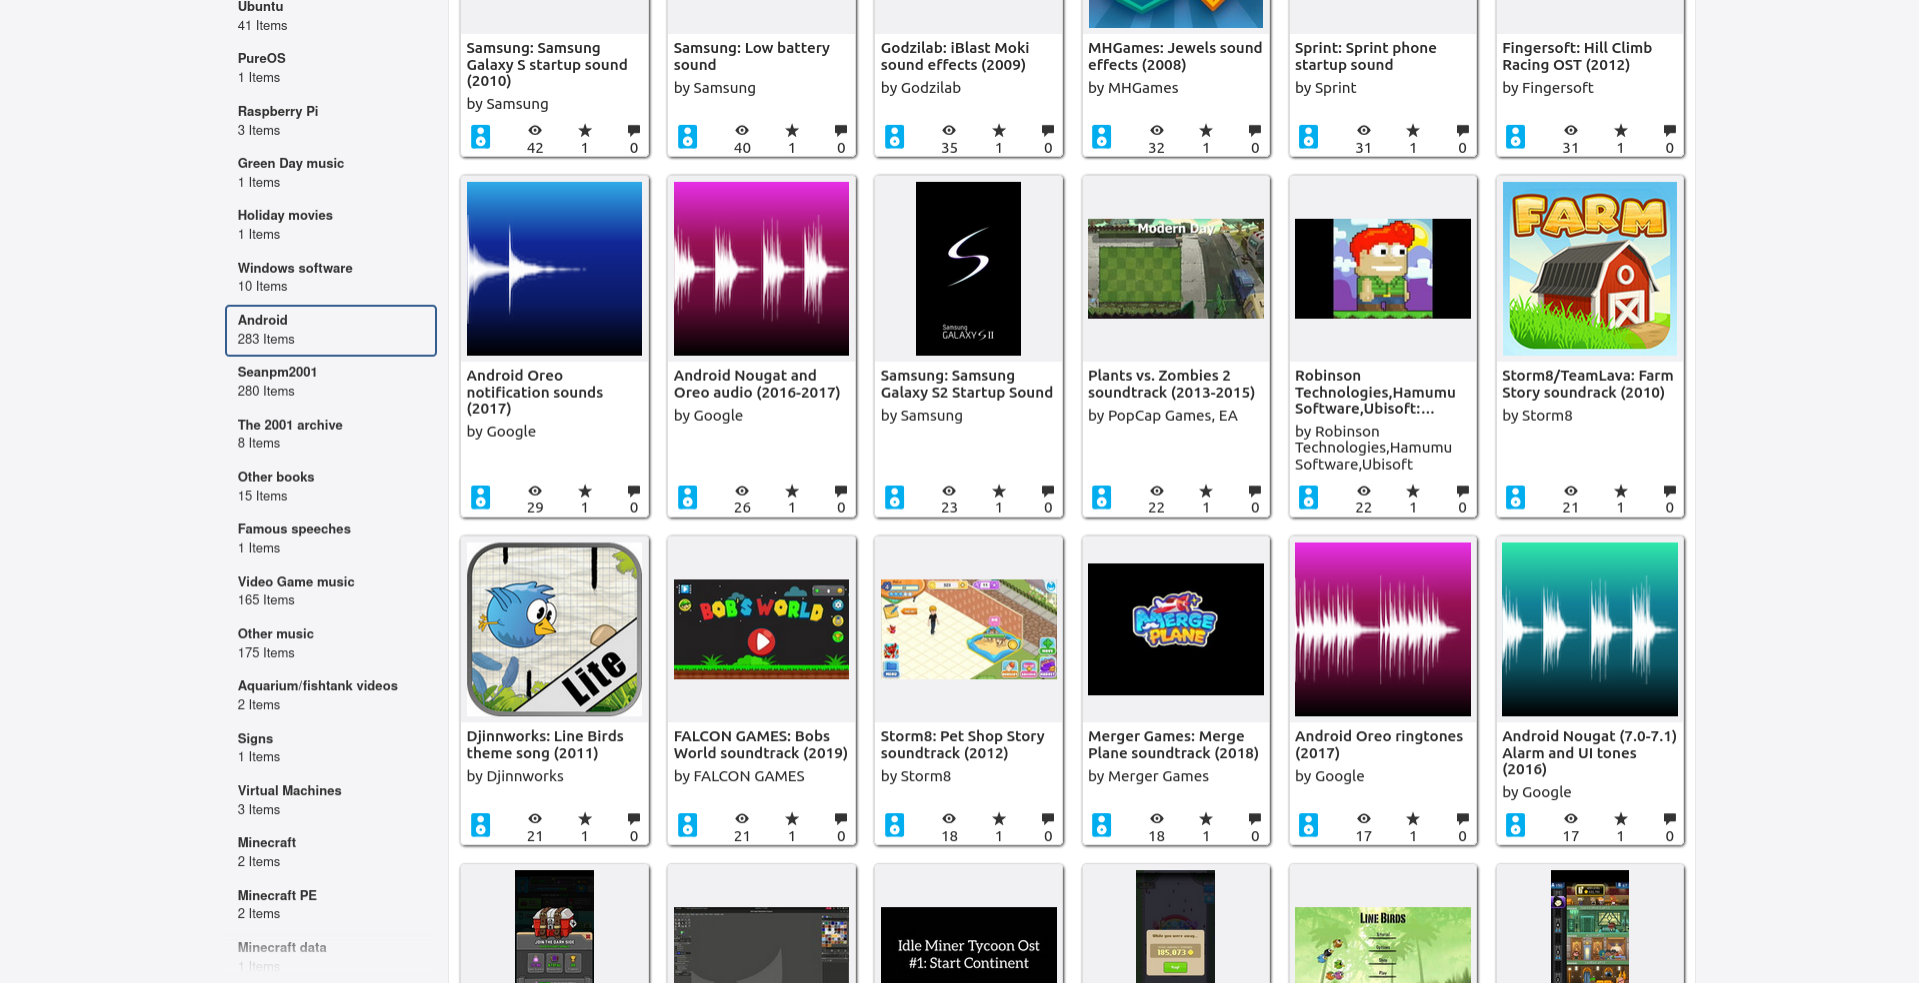 Ubuntu
41 Items
PureOS
1 Items
Raspberry Pi
3 Items
Green Day music
1 Items
Holiday movies
1 Items
Windows software
10 Items
Android
283 Items
Seanpm2001
280 Items
The 2001 archive
8 Items
Other books
15 Items
Famous speeches
1 Items
Video Game music
165 Items
Other music
175 Items
Aquarium/fishtank videos
2 Items
Signs
1 Items
Virtual Machines
3 Items
Minecraft
2 Items
Minecraft PE
2 Items
Minecraft data
1 Items
Samsung: Samsung
Galaxy S startup sound
(2010)
by Samsung
42 1 0
Samsung: Low battery
sound
by Samsung
40 1 0
Godzilab: iBlast Moki
sound effects (2009)
by Godzilab
35 1 0
MHGames: Jewels sound
effects (2008)
by MHGames
32 1 0
Sprint: Sprint phone
startup sound
by Sprint
31 1 0
Fingersoft: Hill Climb
Racing OST (2012)
by Fingersoft
31 1 0
Android Oreo
notification sounds
(2017)
by Google
29 1 0
Android Nougat and
Oreo audio (2016-2017)
by Google
26 1 0
Samsung
GALAXY S II
Samsung: Samsung
Galaxy S2 Startup Sound
by Samsung
23 1 0
Modern Day
Plants vs. Zombies 2
soundtrack (2013-2015)
by PopCap Games, EA
22 1 0
Robinson
Technologies,Hamumu
Software,Ubisoft:...
by Robinson
Technologies,Hamumu
Software,Ubisoft
22 1 0
FARM
Storm8/TeamLava: Farm
Story soundrack (2010)
by Storm8
21 1 0
Lite
Djinnworks: Line Birds
theme song (2011)
by Djinnworks
21 1 0
BOB'S WORLD
FALCON GAMES: Bobs
World soundtrack (2019)
by FALCON GAMES
21 1 0
Storm8: Pet Shop Story
soundtrack (2012)
by Storm8
18 1 0
MERGE
PLANE
Merger Games: Merge
Plane soundtrack (2018)
by Merger Games
18 1 0
Android Oreo ringtones
(2017)
by Google
17 1 0
Android Nougat (7.0-7.1)
Alarm and UI tones
(2016)
by Google
17 1 0
JOIN THE DARK SIDE
Idle Miner Tycoon Ost
#1: Start Continent
While you were away...
185,073
LINE BIRDS
Play